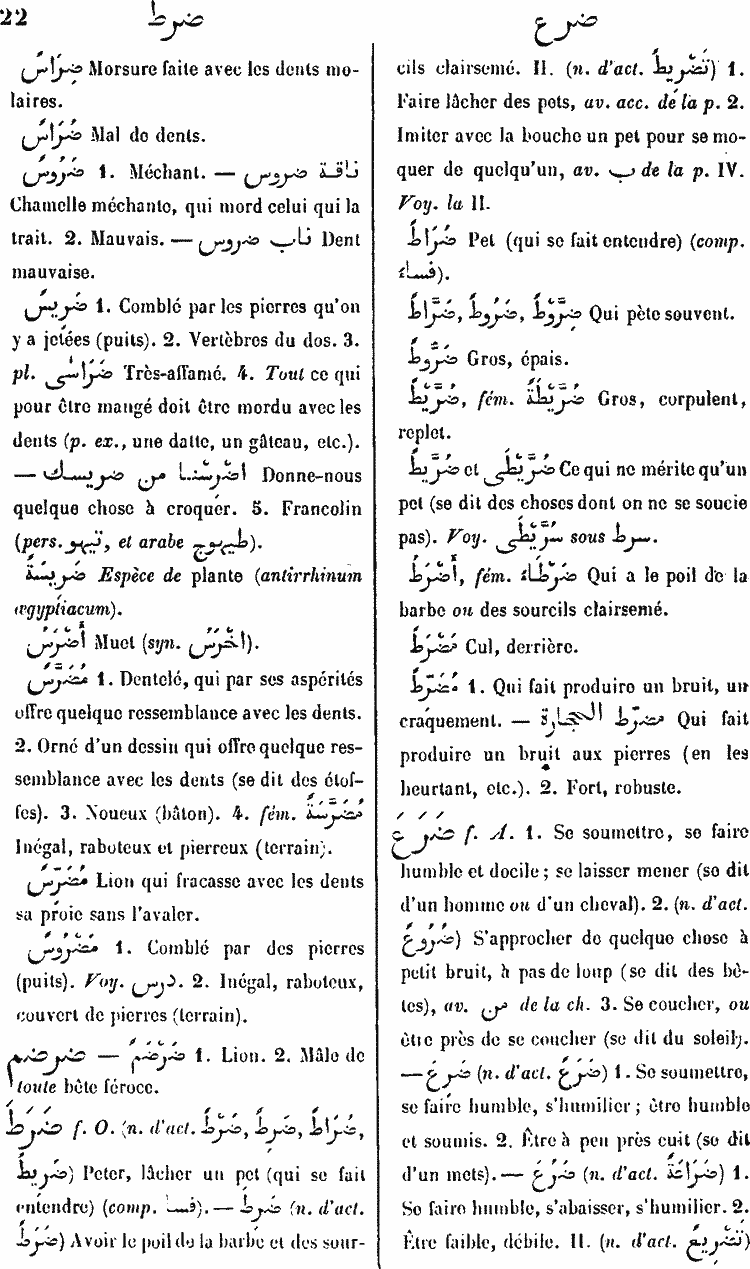 22 ضرط ضرع
ضِرَاسٌ Morsure faite avec les dents mo-
laires.
ضُرَاسٌ Mal de dents.
ضَرُوسٌ 1. Méchant. — ناقة ضروس
Chamelle méchante, qui mord celui qui la
trait. 2. Mauvais. — ناب ضروس Dent
mauvaise.
ضَرِيسٌ 1. Comblé par les pierres qu'on
y a jetées (puits). 2. Vertèbres du dos. 3.
pl. ضَرَاسَى Très-affamé. 4. Tout ce qui
pour être mangé doit être mordu avec les
dents (p. ex., une datte, un gâteau, etc.).
— اضْرِسْنا من ضريسك Donne-nous
quelque chose à croquer. 5. Francolin
(pers. تيهو, et arabe طيهوج).
ضَرِيسَةٌ Espèce de plante (antirrhinum
ægyptiacum).
أَضْرَسُ Muet (syn. أَخْرَسُ).
مُضَرَّسٌ 1. Dentelé, qui par ses aspérités
offre quelque ressemblance avec les dents.
2. Orné d'un dessin qui offre quelque res-
semblance avec les dents (se dit des étof-
fes). 3. Noueux (bâton). 4. fém. مُضَرَّسَةٌ
Inégal, raboteux et pierreux (terrain).
مُضَرِّسٌ Lion qui fracasse avec les dents
sa proie sans l'avaler.
مَضْرُوسٌ 1. Comblé par des pierres
(puits). Voy. درس. 2. Inégal, raboteux,
couvert de pierres (terrain).
ضرضم — ضَرْضَمٌ 1. Lion. 2. Mâle de
toute bête féroce.
ضَرَطَ f. O. (n. d'act. ضَرْطٌ, ضَرِطٌ, ضُرَاطٌ,
ضَرِيطٌ) Péter, lâcher un pet (qui se fait
entendre) (comp. فسا). — ضَرِطَ (n. d'act.
ضَرَطٌ) Avoir le poil de la barbe et des sour-
cils clairsemé. II. (n. d'act. تَضْرِيطٌ) 1.
Faire lâcher des pets, av. acc. de la p. 2.
Imiter avec la bouche un pet pour se mo-
quer de quelqu'un, av. ب de la p. IV.
Voy. la II.
ضُرَاطٌ Pet (qui se fait entendre) (comp.
فساء).
ضَرَّاطٌ, ضَرُوطٌ, ضِرَّوْطٌ Qui pète souvent.
ضَرُّوطٌ Gros, épais.
ضُرَيْطٌ, fém. ضُرَيْطَةٌ Gros, corpulent,
replet.
ضُرَّيْطٌ et ضُرَّيْطَى Ce qui ne mérite qu'un
pet (se dit des choses dont on ne se soucie
pas). Voy. سُرَّيْطَى sous سرط.
أَضْرَطُ, fém. ضَرْطَاءُ Qui a le poil de la
barbe ou des sourcils clairsemé.
مَضْرَطٌ Cul, derrière.
مُضَرِّطٌ 1. Qui fait produire un bruit, un
craquement. — مضرّط الحجارة Qui fait
produire un bruit aux pierres (en les
heurtant, etc.). 2. Fort, robuste.
ضَرَعَ f. A. 1. Se soumettre, se faire
humble et docile; se laisser mener (se dit
d'un homme ou d'un cheval). 2. (n. d'act.
ضُرُوعٌ) S'approcher de quelque chose à
petit bruit, à pas de loup (se dit des bê-
tes), av. من de la ch. 3. Se coucher, ou
être près de se coucher (se dit du soleil).
— ضَرِعَ (n. d'act. ضَرَعٌ) 1. Se soumettre,
se faire humble, s'humilier; être humble
et soumis. 2. Être à peu près cuit (se dit
d'un mets). — ضَرُعَ (n. d'act. ضَرَاعَةٌ) 1.
Se faire humble, s'abaisser, s'humilier. 2.
Être faible, débile. II. (n. d'act. تَضْرِيعٌ)